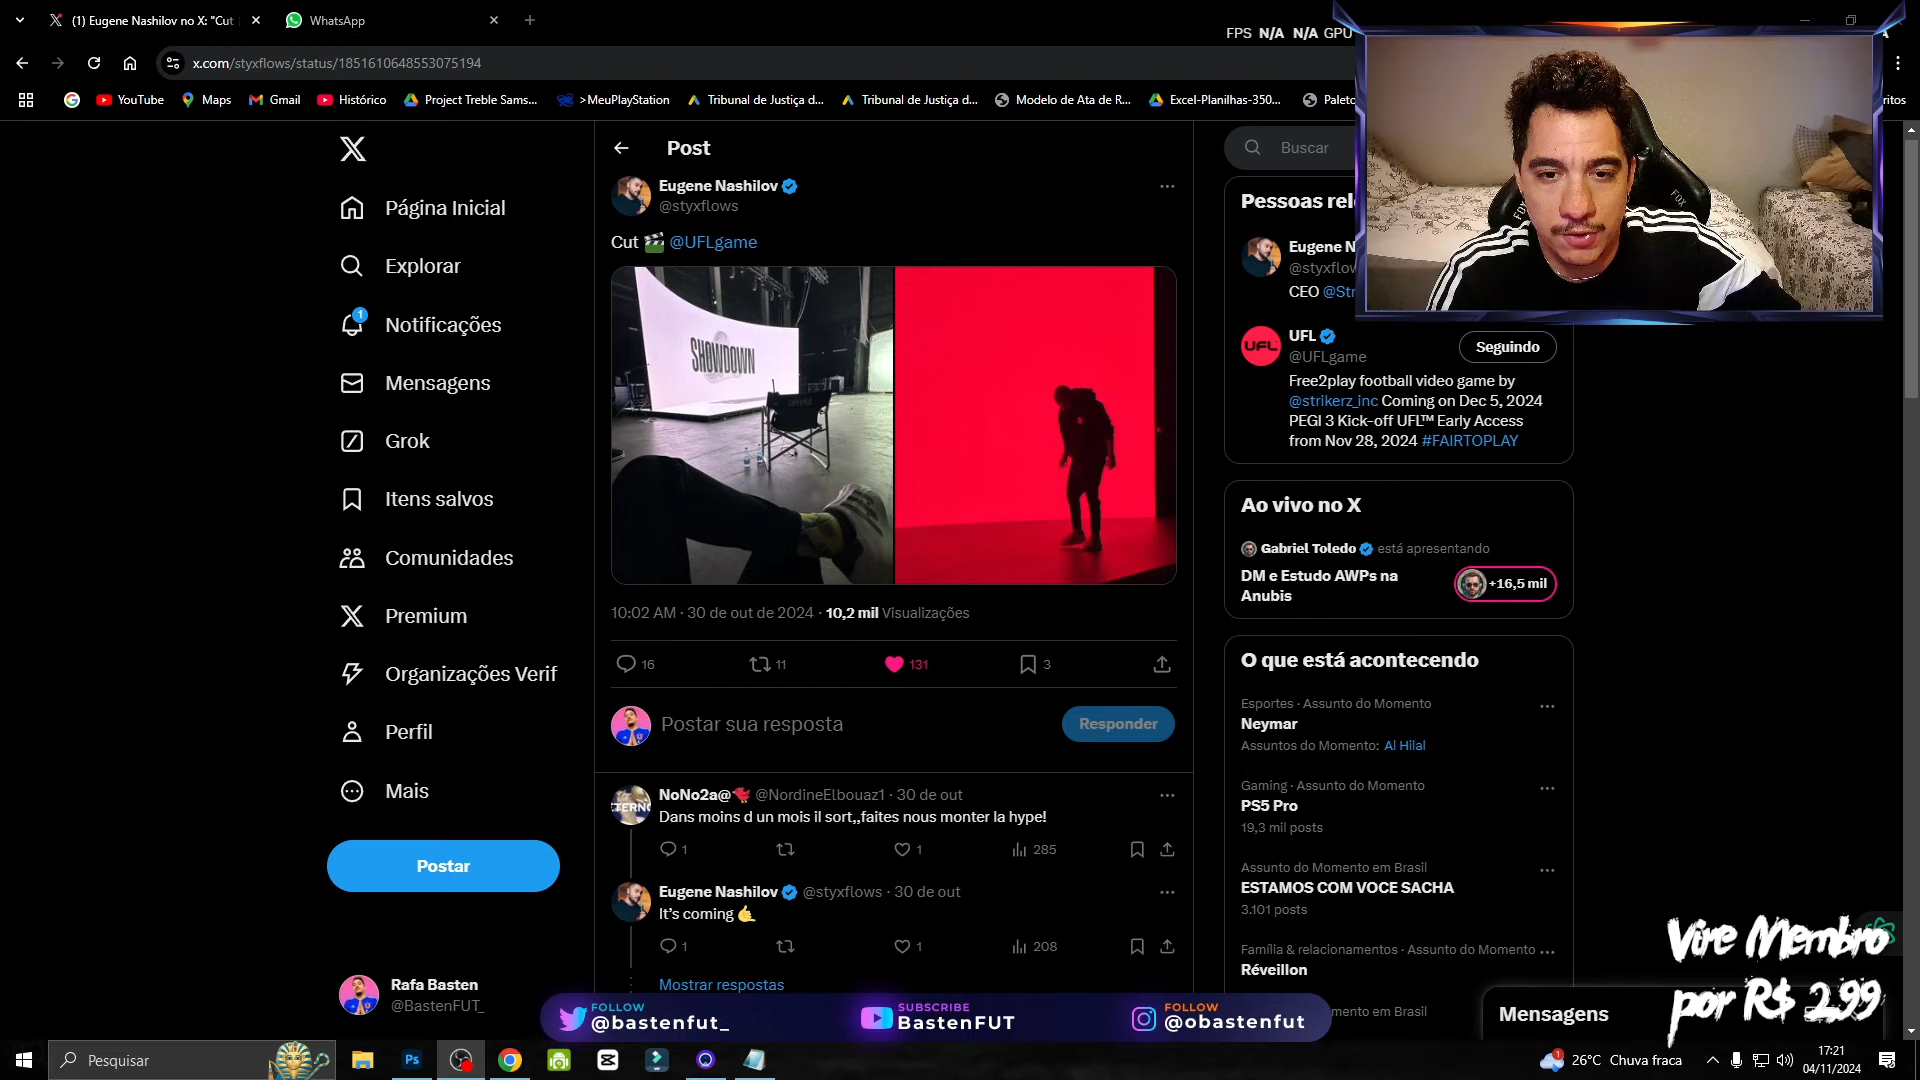 (1) Eugene Nashilov no X: "Cut
WhatsApp
FPS N/A N/A GPU
x.com/styxflows/status/1851610648553075194
YouTube
Maps
Gmail
Histórico
Project Treble Sams...
>MeuPlayStation
Tribunal de Justiça d...
Tribunal de Justiça d...
Modelo de Ata de R...
Excel-Planilhas-350...
Página Inicial
Explorar
1
Notificações
Mensagens
Grok
Itens salvos
Comunidades
Premium
Organizações Verif
Perfil
Mais
Postar
Rafa Basten
@BastenFUT_
Post
Eugene Nashilov
@styxflows
Cut 🎬 @UFLgame
SHOWDOWN
10:02 AM · 30 de out de 2024 · 10,2 mil Visualizações
16
11
131
3
Postar sua resposta
Responder
NoNo2a@ @NordineElbouaz1 · 30 de out
Dans moins d un mois il sort,,faites nous monter la hype!
1
1
285
Eugene Nashilov @styxflows · 30 de out
It's coming 🤙
1
1
208
Mostrar respostas
Buscar
FOX
FOX
UFL
UFL
@UFLgame
Seguindo
Free2play football video game by
@strikerz_inc Coming on Dec 5, 2024
PEGI 3 Kick-off UFL™ Early Access
from Nov 28, 2024 #FAIRTOPLAY
Ao vivo no X
Gabriel Toledo está apresentando
DM e Estudo AWPs na
Anubis
+16,5 mil
O que está acontecendo
Esportes · Assunto do Momento
Neymar
Assuntos do Momento: Al Hilal
Gaming · Assunto do Momento
PS5 Pro
19,3 mil posts
Assunto do Momento em Brasil
ESTAMOS COM VOCE SACHA
3.101 posts
Família & relacionamentos · Assunto do Momento
Réveillon
mento em Brasil
Mensagens
Vire Membro
por R$ 2,99
FOLLOW
@bastenfut_
SUBSCRIBE
BastenFUT
FOLLOW
@obastenfut
Pesquisar
Ps
1
26°C Chuva fraca
17:21
04/11/2024